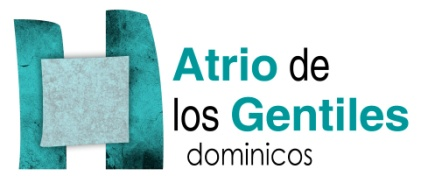 Atrio de
los Gentiles
dominicos